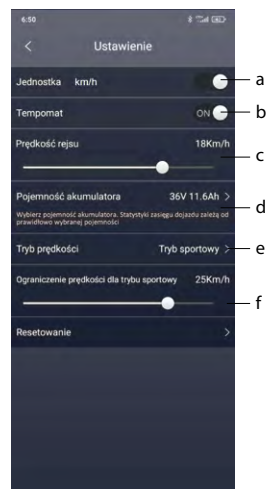 6:50
Ustawienie
Jednostka km/h a
Tempomat ON b
Prędkość rejsu 18Km/h
c
Pojemność akumulatora 36V 11.6Ah
d
Wybierz pojemność akumulatora. Statystyki zasięgu dojazdu zależą od
prawidłowo wybranej pojemności
Tryb prędkości Tryb sportowy e
Ograniczenie prędkości dla trybu sportowy 25Km/h
f
Resetowanie